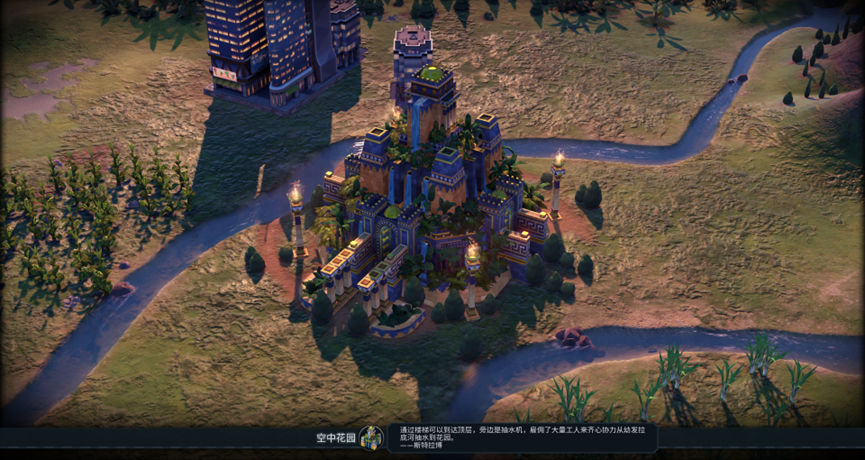 空中花园
通过楼梯可以到达顶层，旁边是抽水机，雇佣了大量工人来齐心协力从幼发拉
底河抽水到花园。
——斯特拉博